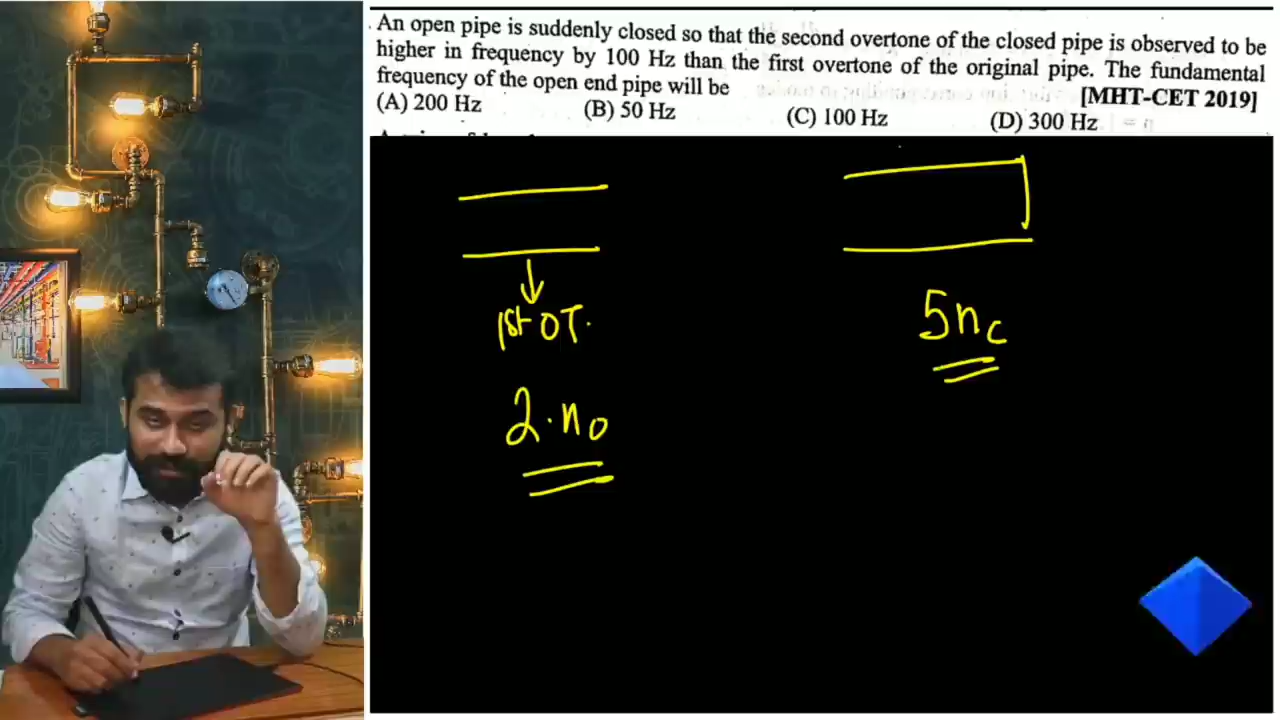 An open pipe is suddenly closed so that the second overtone of the closed pipe is observed to be
higher in frequency by 100 Hz than the first overtone of the original pipe. The fundamental
frequency of the open end pipe will be [MHT-CET 2019]
(A) 200 Hz (B) 50 Hz (C) 100 Hz (D) 300 Hz
1st OT.
2·n₀
5n_c